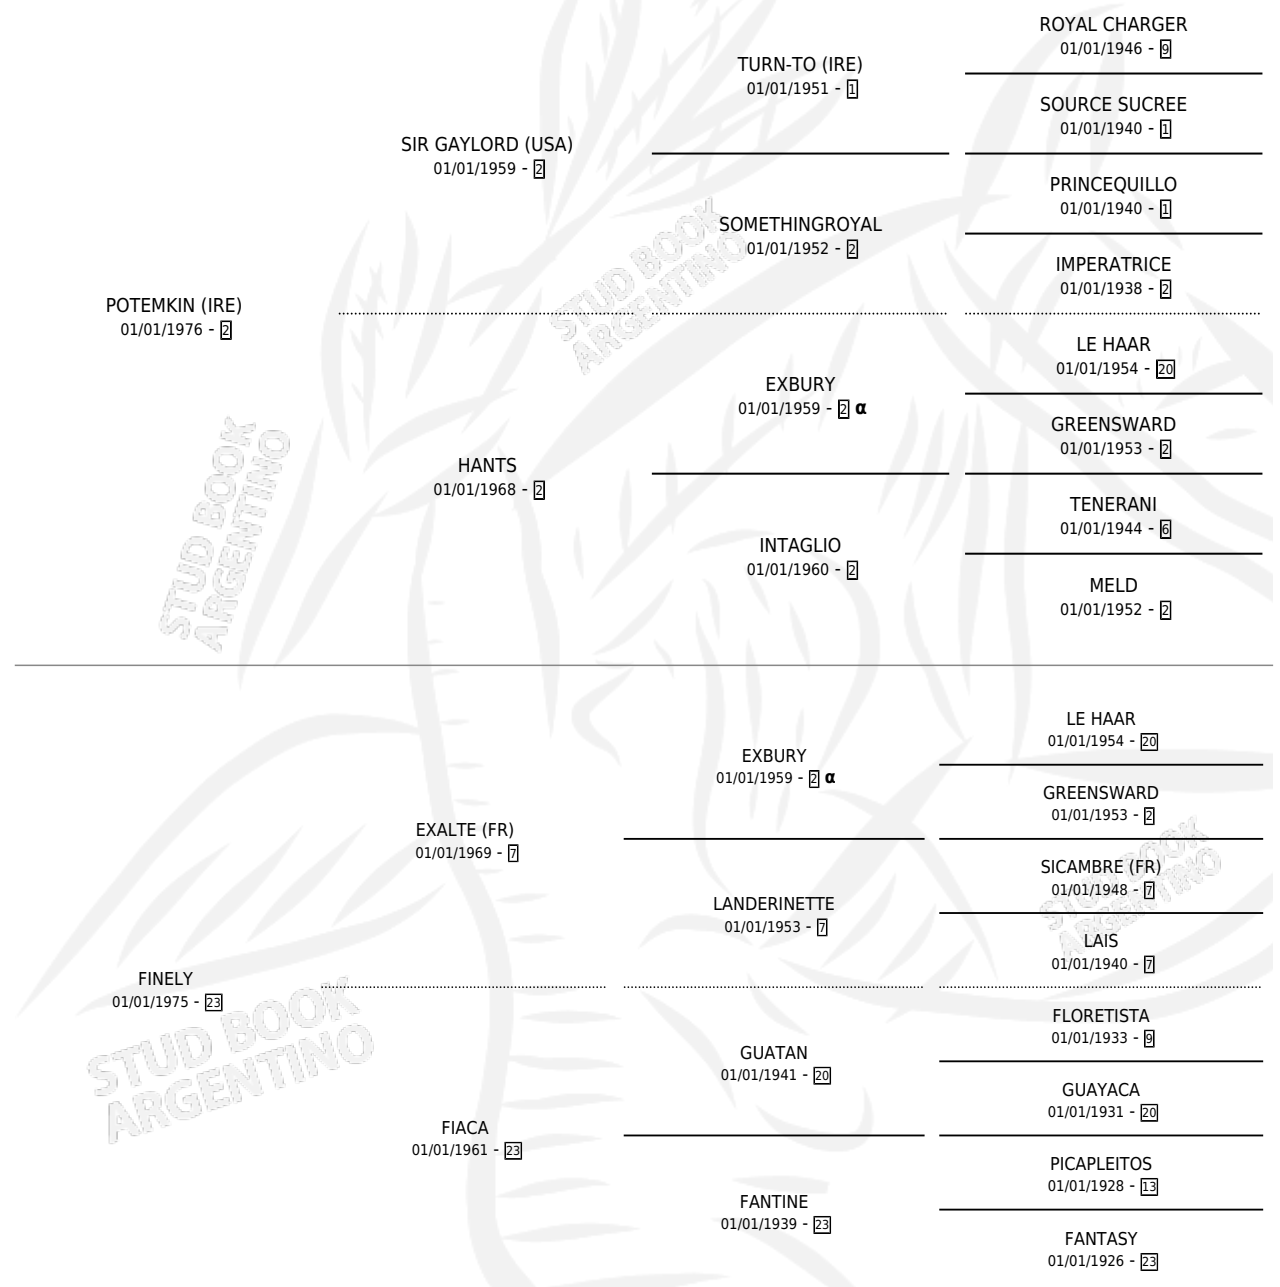 ROYAL CHARGER
01/01/1946 - 9
TURN-TO (IRE)
01/01/1951 - 1
SOURCE SUCREE
01/01/1940 - 1
SIR GAYLORD (USA)
01/01/1959 - 2
PRINCEQUILLO
01/01/1940 - 1
SOMETHINGROYAL
01/01/1952 - 2
IMPERATRICE
01/01/1938 - 2
POTEMKIN (IRE)
01/01/1976 - 2
LE HAAR
01/01/1954 - 20
EXBURY
01/01/1959 - 2 α
GREENSWARD
01/01/1953 - 2
HANTS
01/01/1968 - 2
TENERANI
01/01/1944 - 6
INTAGLIO
01/01/1960 - 2
MELD
01/01/1952 - 2
LE HAAR
01/01/1954 - 20
EXBURY
01/01/1959 - 2 α
GREENSWARD
01/01/1953 - 2
EXALTE (FR)
01/01/1969 - 7
SICAMBRE (FR)
01/01/1948 - 7
LANDERINETTE
01/01/1953 - 7
LAIS
01/01/1940 - 7
FINELY
01/01/1975 - 23
FLORETISTA
01/01/1933 - 9
GUATAN
01/01/1941 - 20
GUAYACA
01/01/1931 - 20
FIACA
01/01/1961 - 23
PICAPLEITOS
01/01/1928 - 13
FANTINE
01/01/1939 - 23
FANTASY
01/01/1926 - 23
STUD BOOK
ARGENTINO
STUD BOOK
ARGENTINO
STUD BOOK
ARGENTINO
STUD BOOK
ARGENTINO